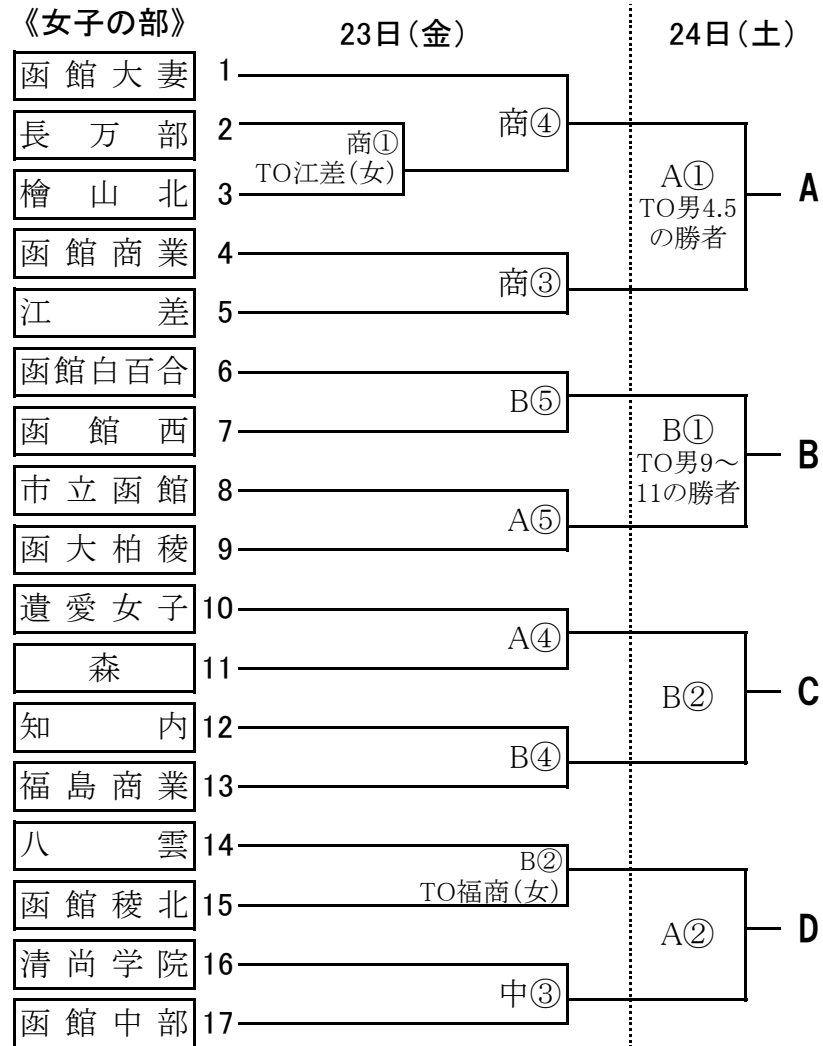 《女子の部》 23日(金) 24日(土)
函館大妻 1
長万部 2
檜山北 3
函館商業 4
江差 5
函館白百合 6
函館西 7
市立函館 8
函大柏稜 9
遺愛女子 10
森 11
知内 12
福島商業 13
八雲 14
函館稜北 15
清尚学院 16
函館中部 17
商①
TO江差(女)
商④
商③
B⑤
A⑤
A④
B④
B②
TO福商(女)
中③
A①
TO男4.5
の勝者
A
B①
TO男9～
11の勝者
B
B②
C
A②
D